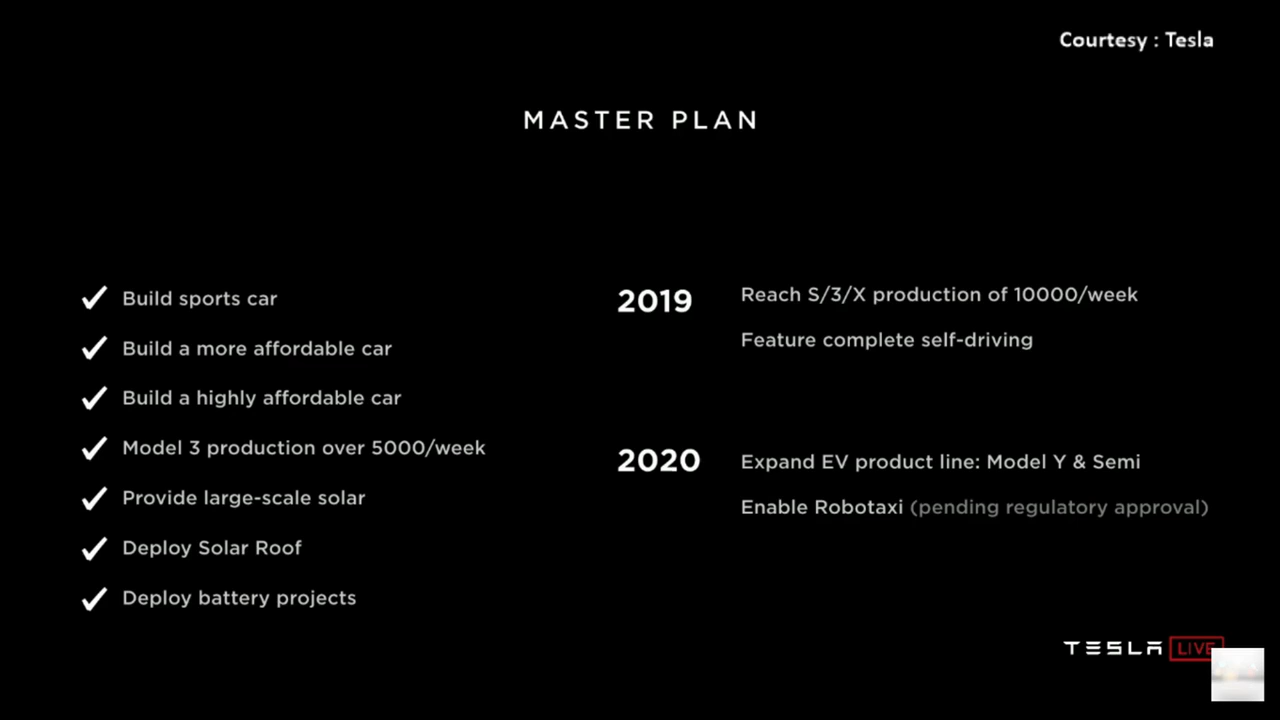 Courtesy : Tesla
MASTER PLAN
Build sports car
Build a more affordable car
Build a highly affordable car
Model 3 production over 5000/week
Provide large-scale solar
Deploy Solar Roof
Deploy battery projects
2019
Reach S/3/X production of 10000/week
Feature complete self-driving
2020
Expand EV product line: Model Y & Semi
Enable Robotaxi (pending regulatory approval)
TESLA LIVE